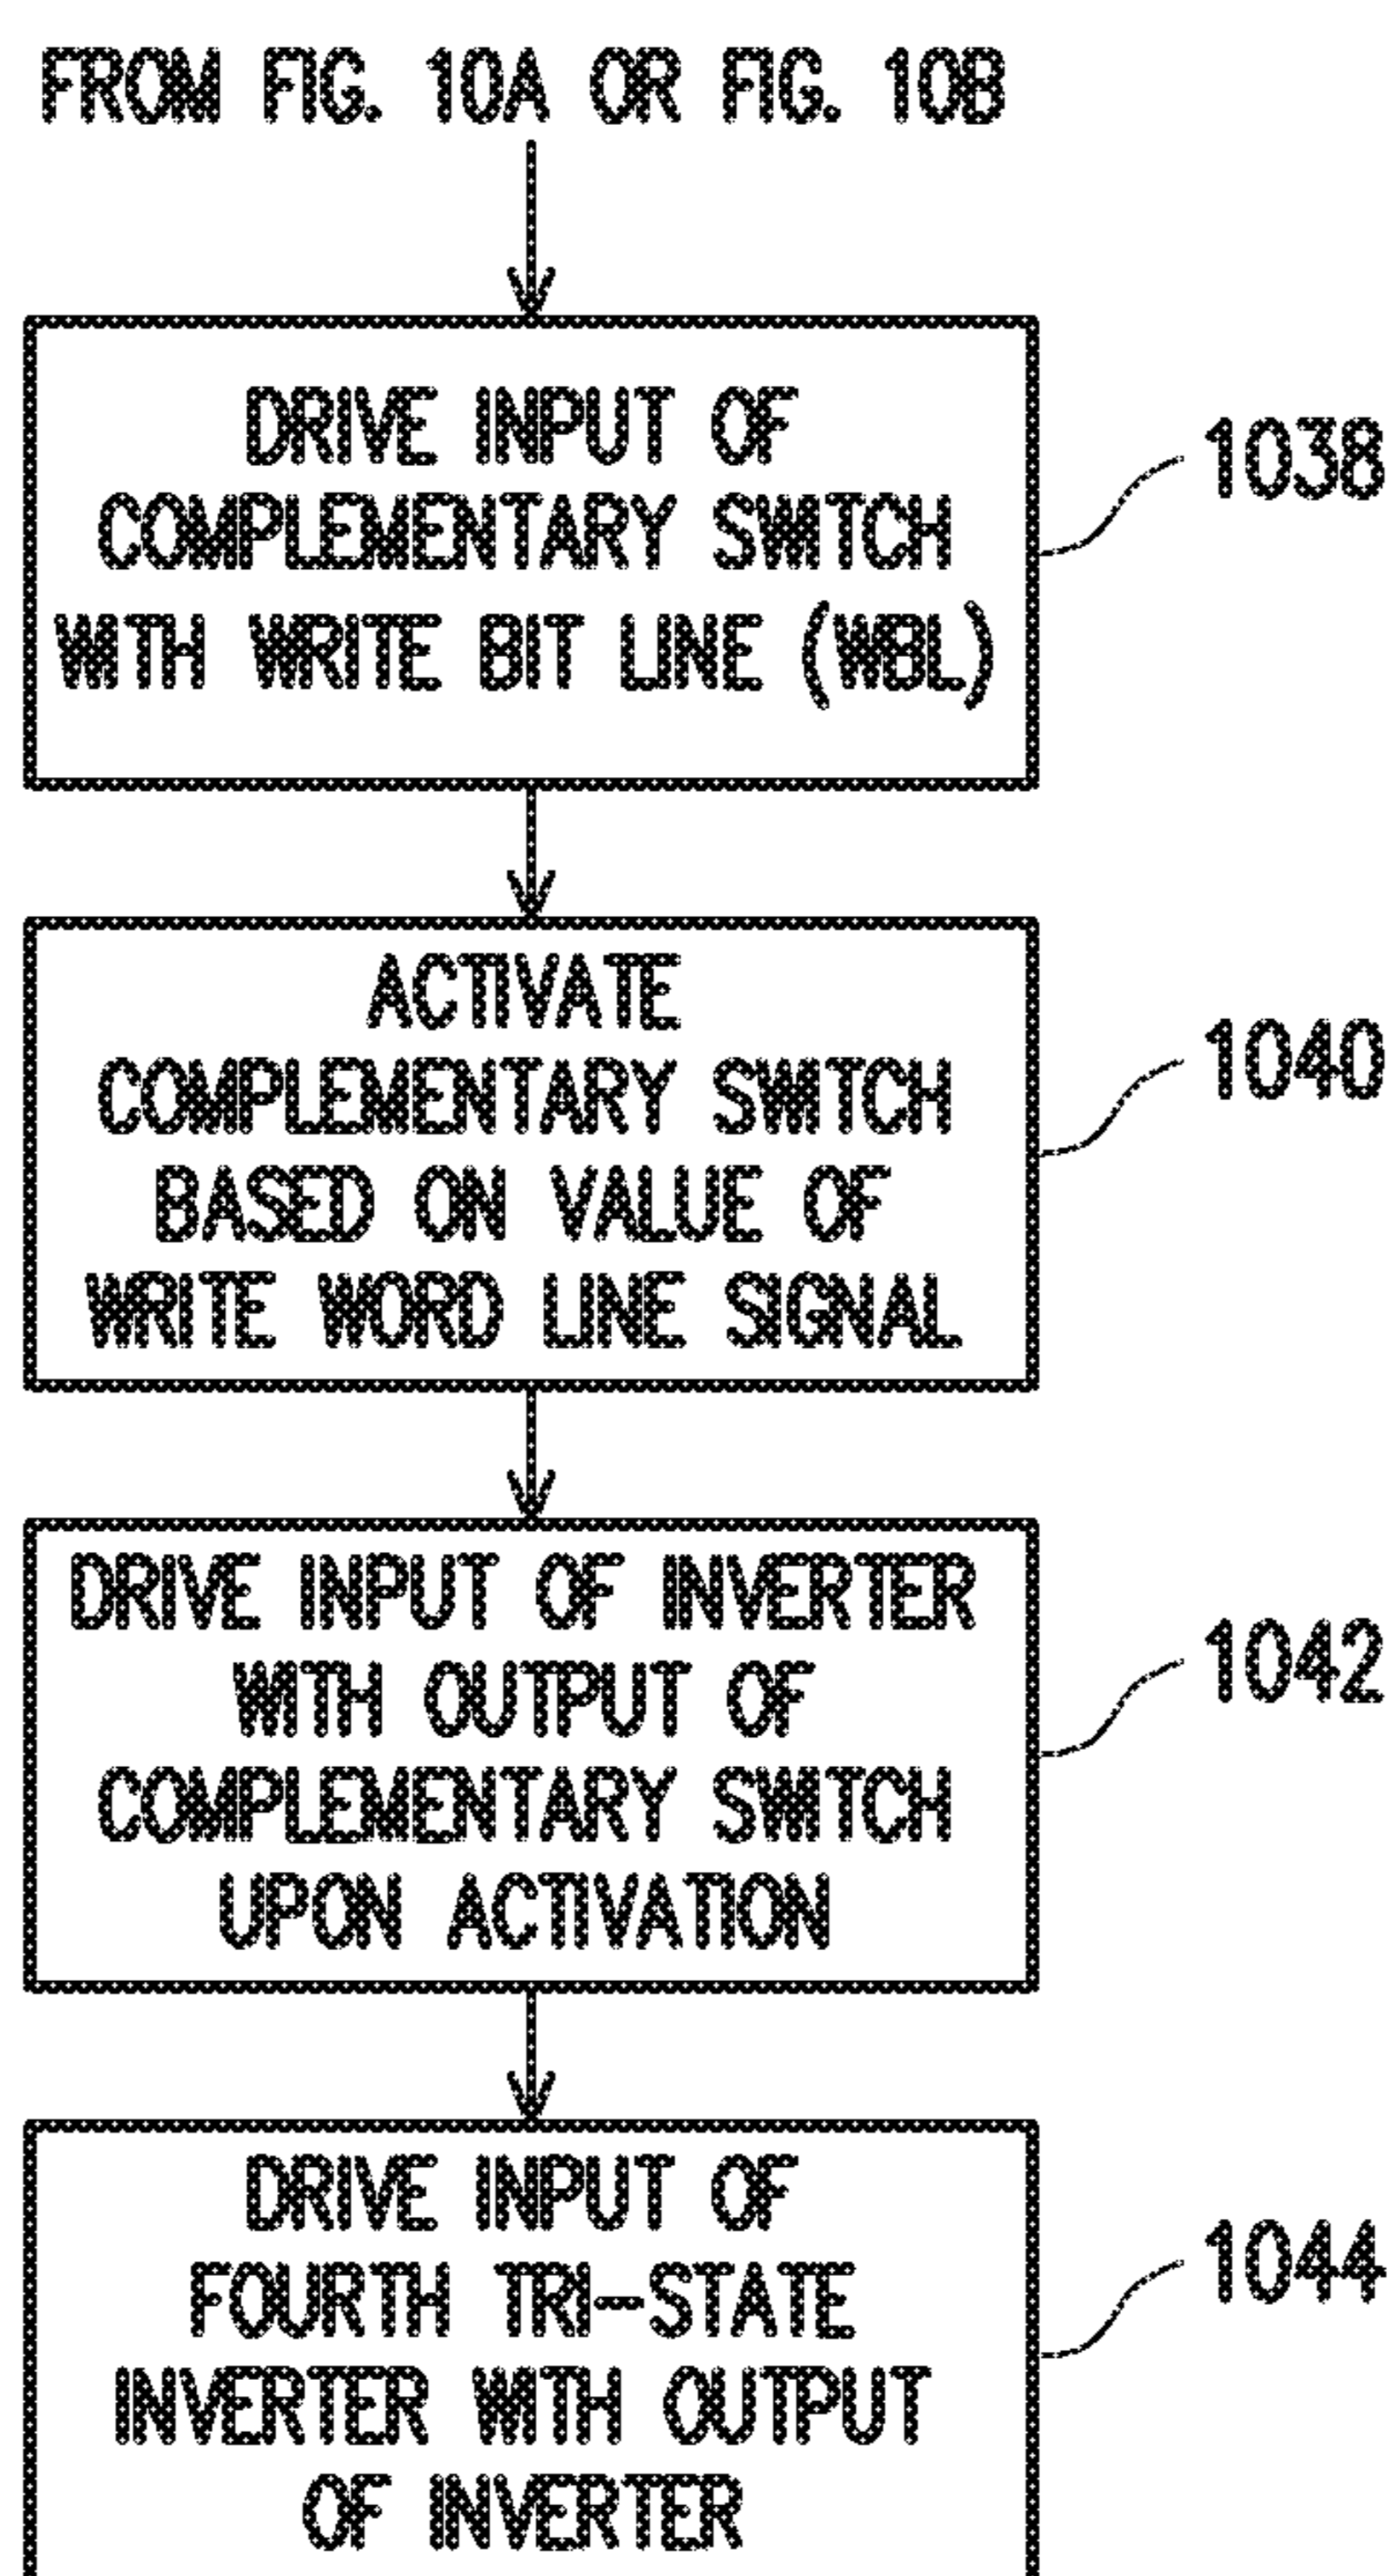 FROM FIG. 10A OR FIG. 10B
DRIVE INPUT OF
COMPLEMENTARY SWITCH
WITH WRITE BIT LINE (WBL)
1038
ACTIVATE
COMPLEMENTARY SWITCH
BASED ON VALUE OF
WRITE WORD LINE SIGNAL
1040
DRIVE INPUT OF INVERTER
WITH OUTPUT OF
COMPLEMENTARY SWITCH
UPON ACTIVATION
1042
DRIVE INPUT OF
FOURTH TRI-STATE
INVERTER WITH OUTPUT
OF INVERTER
1044